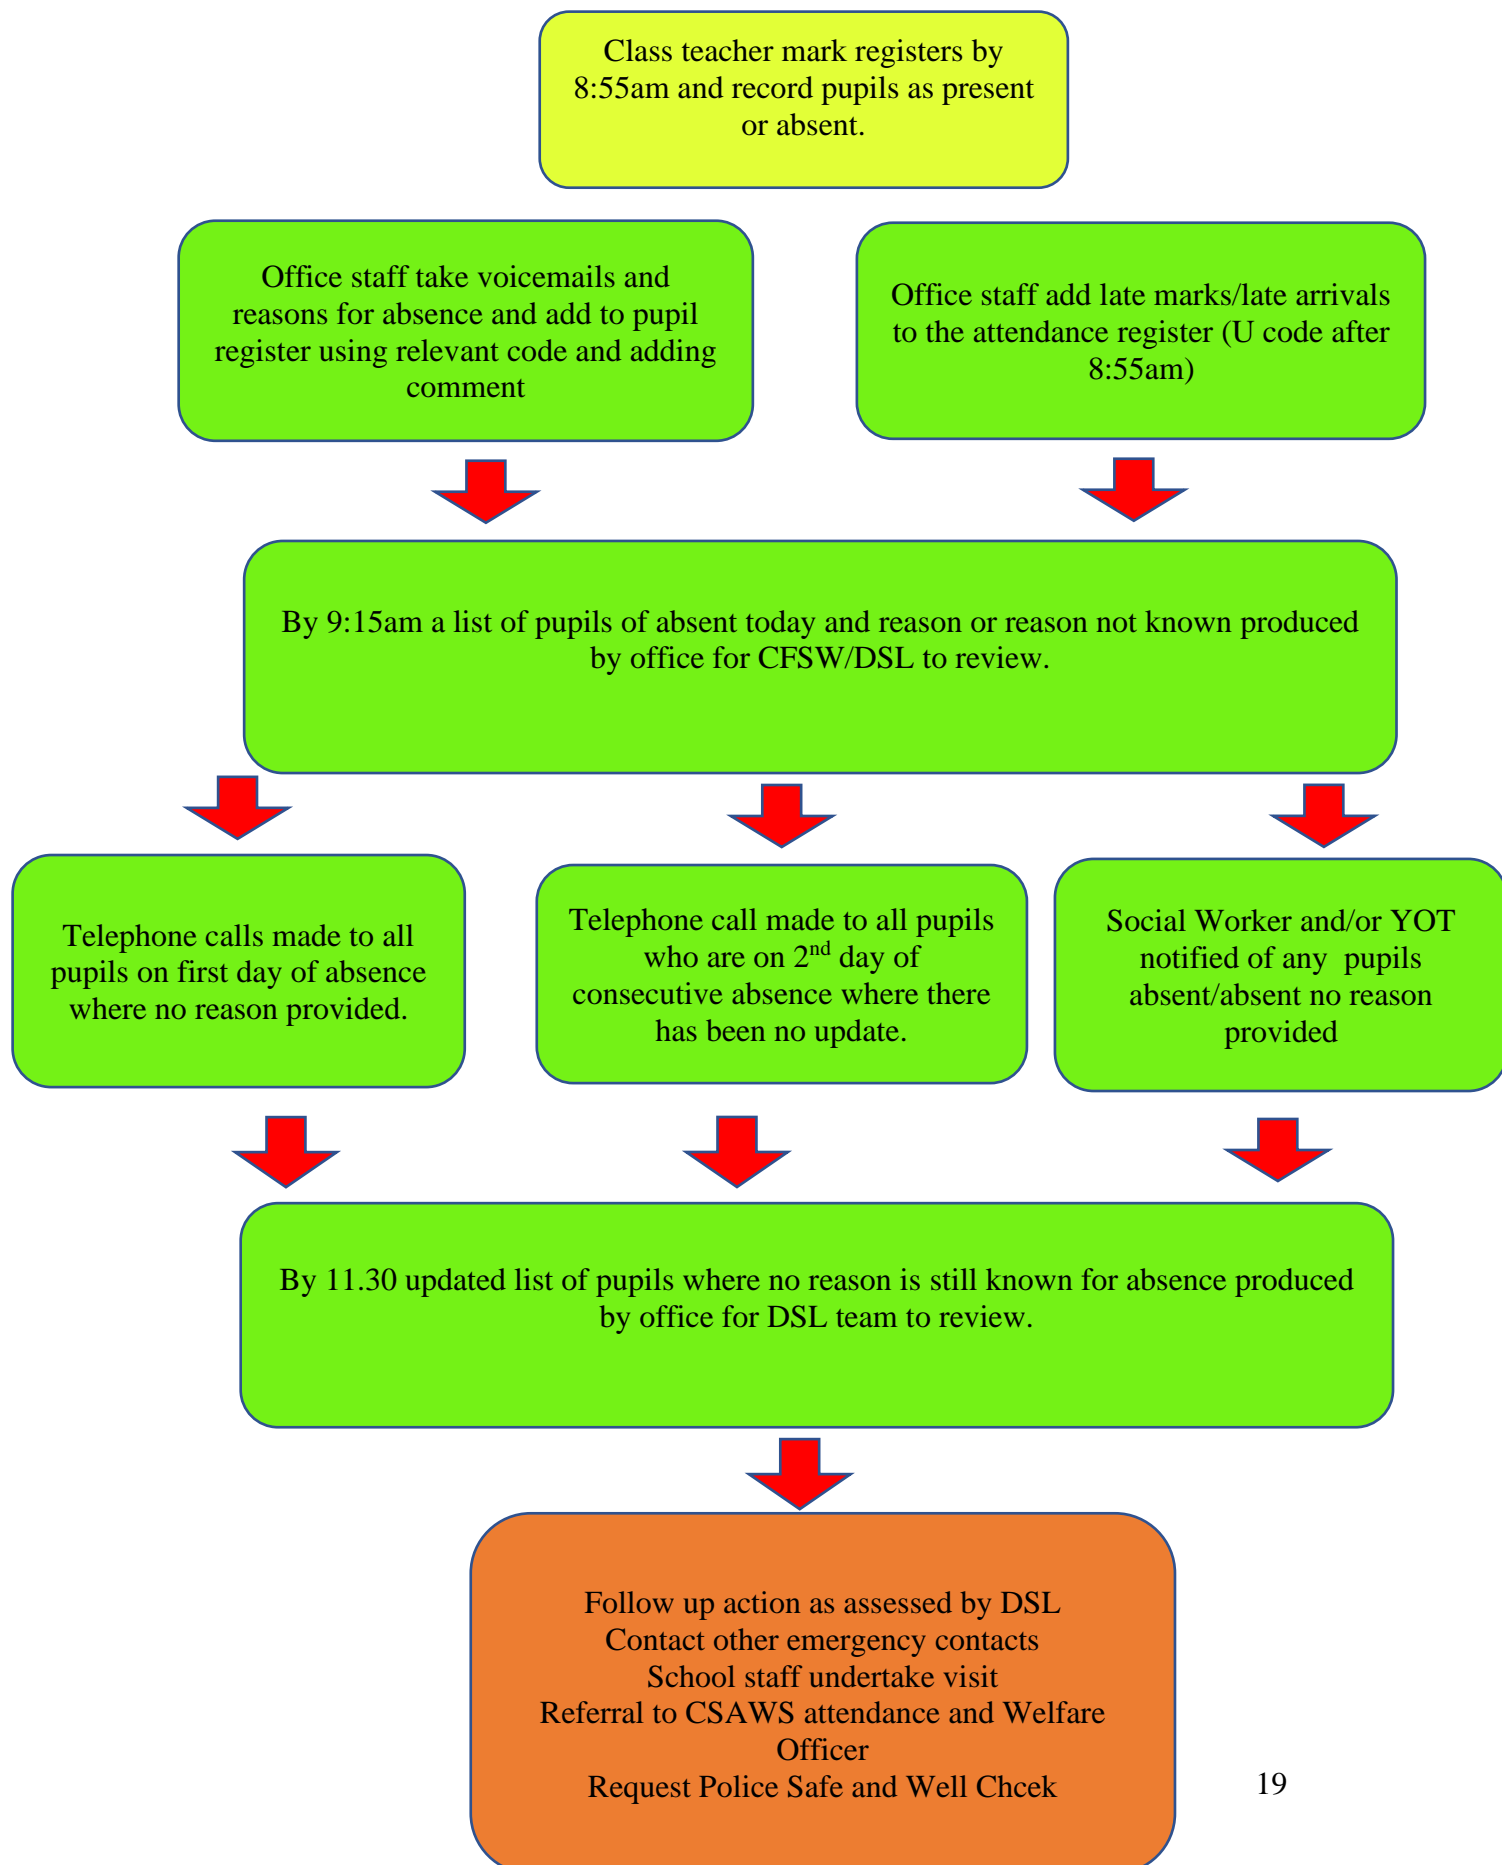 Class teacher mark registers by
8:55am and record pupils as present
or absent.
Office staff take voicemails and
reasons for absence and add to pupil
register using relevant code and adding
comment
Office staff add late marks/late arrivals
to the attendance register (U code after
8:55am)
By 9:15am a list of pupils of absent today and reason or reason not known produced
by office for CFSW/DSL to review.
Telephone calls made to all
pupils on first day of absence
where no reason provided.
Telephone call made to all pupils
who are on 2nd day of
consecutive absence where there
has been no update.
Social Worker and/or YOT
notified of any  pupils
absent/absent no reason
provided
By 11.30 updated list of pupils where no reason is still known for absence produced
by office for DSL team to review.
Follow up action as assessed by DSL
Contact other emergency contacts
School staff undertake visit
Referral to CSAWS attendance and Welfare
Officer
Request Police Safe and Well Chcek
19